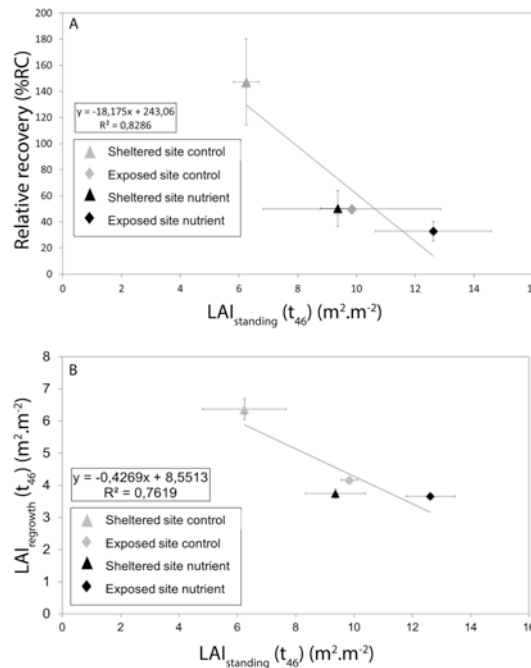 A
Relative recovery (%RC)
200
180
160
140
120
100
80
60
40
20
0
y = -18,175x + 243,06
R² = 0,8286
Sheltered site control
Exposed site control
Sheltered site nutrient
Exposed site nutrient
0 2 4 6 8 10 12 14 16
LAIstanding (t46) (m².m⁻²)
B
LAIregrowth (t46) (m².m⁻²)
8
7
6
5
4
3
2
1
0
y = -0,4269x + 8,5513
R² = 0,7619
Sheltered site control
Exposed site control
Sheltered site nutrient
Exposed site nutrient
0 2 4 6 8 10 12 14 16
LAIstanding (t46) (m².m⁻²)